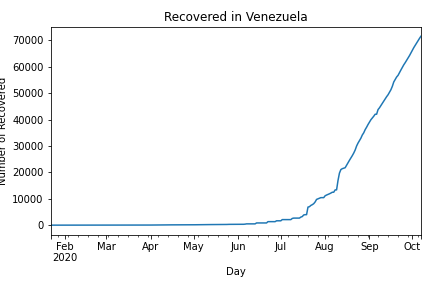 Recovered in Venezuela
70000
60000
50000
40000
30000
20000
10000
0
Number of Recovered
Feb Mar Apr May Jun Jul Aug Sep Oct
2020
Day